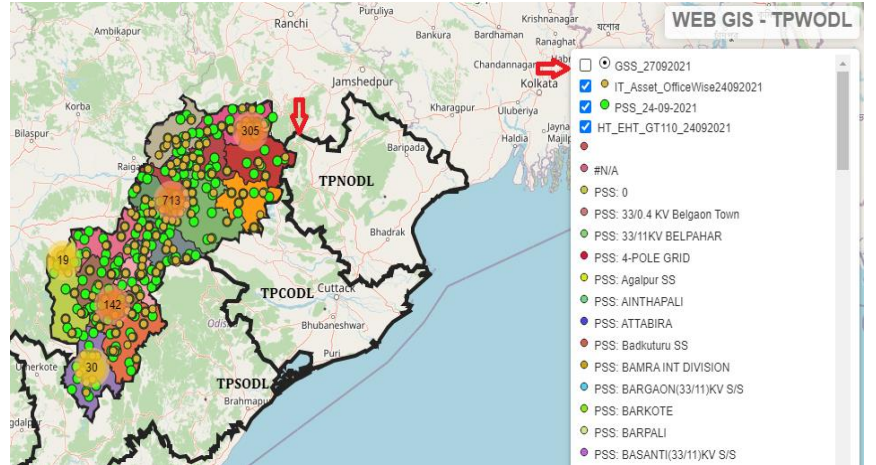 WEB GIS - TPWODL
GSS_27092021
IT_Asset_OfficeWise24092021
PSS_24-09-2021
HT_EHT_GT110_24092021
#N/A
PSS: 0
PSS: 33/0.4 KV Belgaon Town
PSS: 33/11KV BELPAHAR
PSS: 4-POLE GRID
PSS: Agalpur SS
PSS: AINTHAPALI
PSS: ATTABIRA
PSS: Badkuturu SS
PSS: BAMRA INT DIVISION
PSS: BARGAON(33/11)KV S/S
PSS: BARKOTE
PSS: BARPALI
PSS: BASANTI(33/11)KV S/S
Ambikapur
Ranchi
Puruliya
Bankura
Bardhaman
Krishnanagar
যশোর
Ranaghat
Chandannagar
Kolkata
Jamshedpur
Kharagpur
Uluberiya
Haldia
Korba
Bilaspur
Baripada
305
TPNODL
713
Bhadrak
19
TPCODL
Cuttack
142
Bhubaneshwar
Puri
30
TPSODL